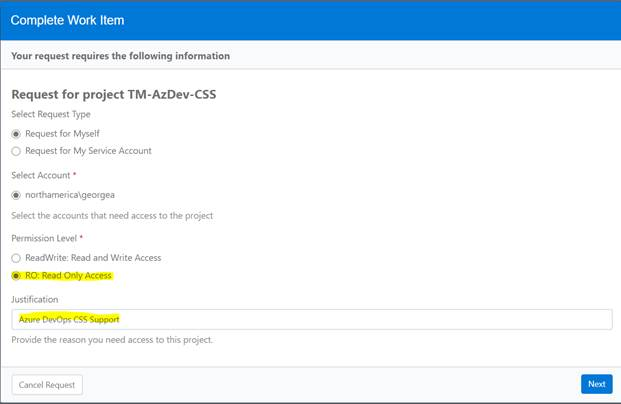 Complete Work Item
Your request requires the following information
Request for project TM-AzDev-CSS
Select Request Type
Request for Myself
Request for My Service Account
Select Account *
northamerica\georgea
Select the accounts that need access to the project
Permission Level *
ReadWrite: Read and Write Access
RO: Read Only Access
Justification
Azure DevOps CSS Support
Provide the reason you need access to this project.
Cancel Request
Next